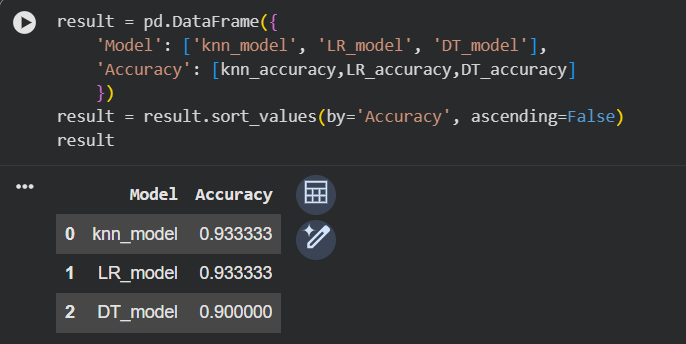 result = pd.DataFrame({
    'Model': ['knn_model', 'LR_model', 'DT_model'],
    'Accuracy': [knn_accuracy,LR_accuracy,DT_accuracy]
    })
result = result.sort_values(by='Accuracy', ascending=False)
result
Model Accuracy
0 knn_model 0.933333
1 LR_model 0.933333
2 DT_model 0.900000